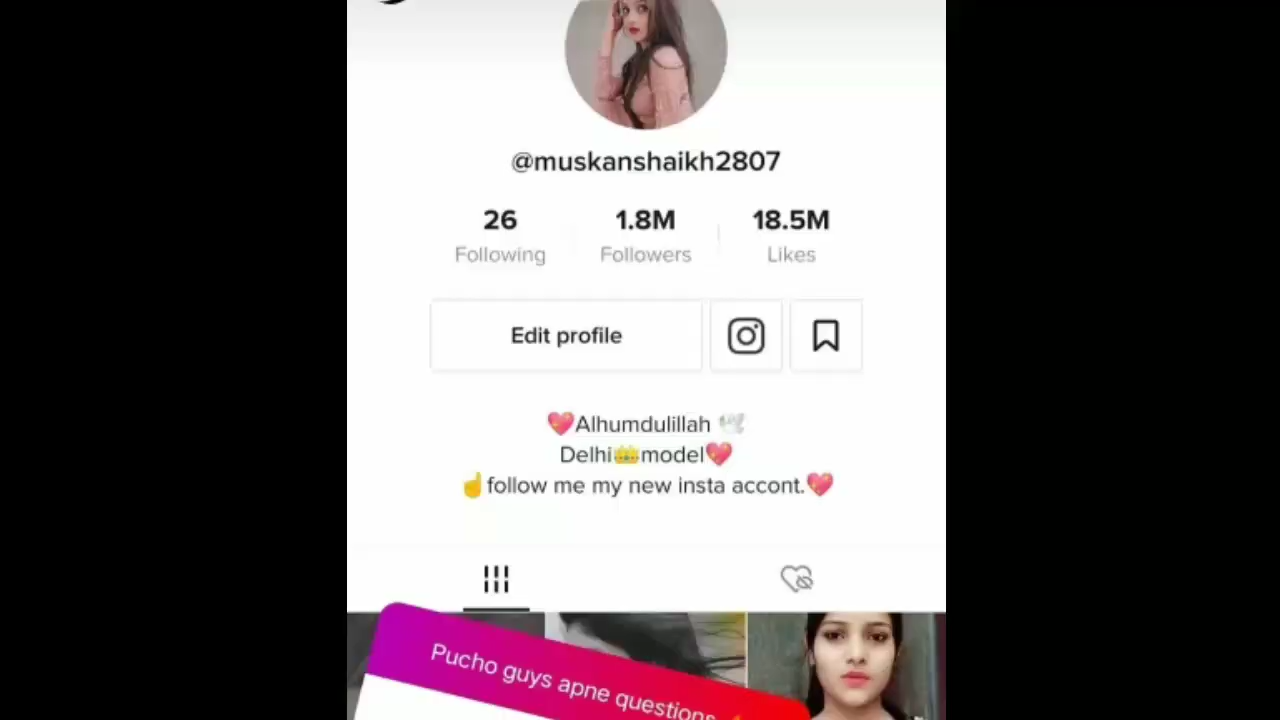 @muskanshaikh2807
26 1.8M 18.5M
Following Followers Likes
Edit profile
💖Alhumdulillah 🕊️
Delhi👑model💖
☝️follow me my new insta accont.💖
Pucho guys apne questions